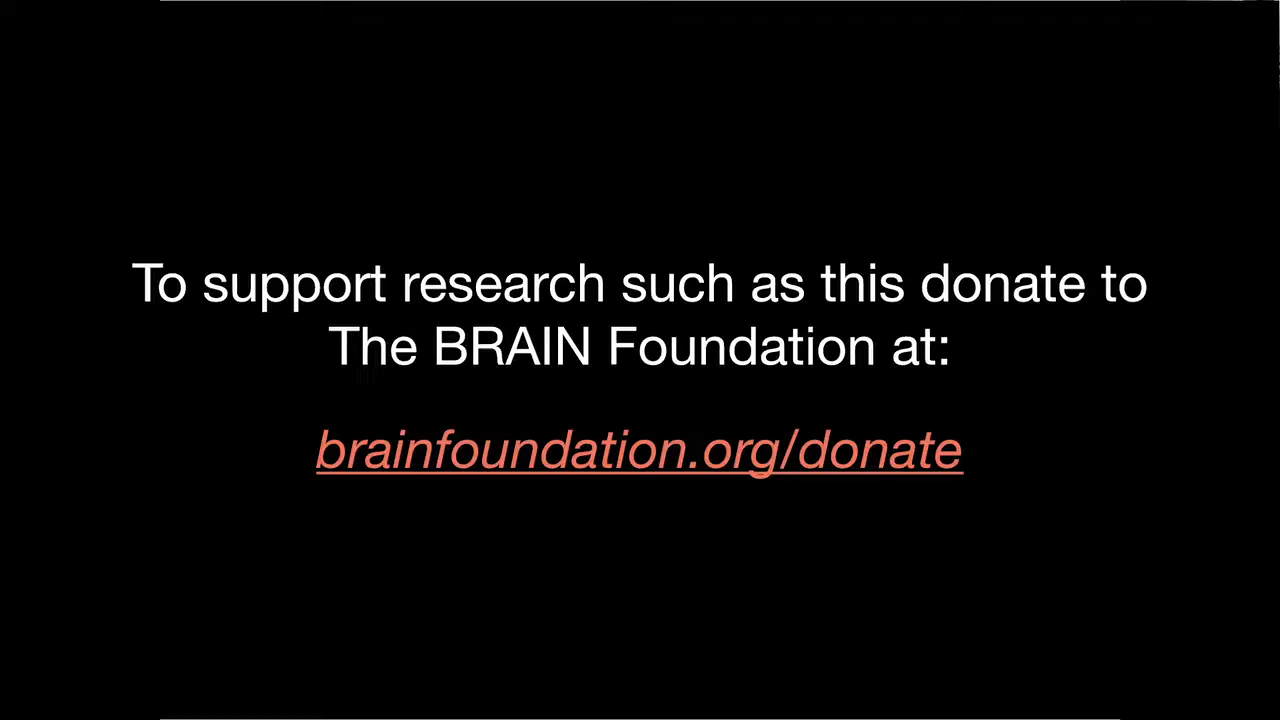 To support research such as this donate to
The BRAIN Foundation at:
brainfoundation.org/donate